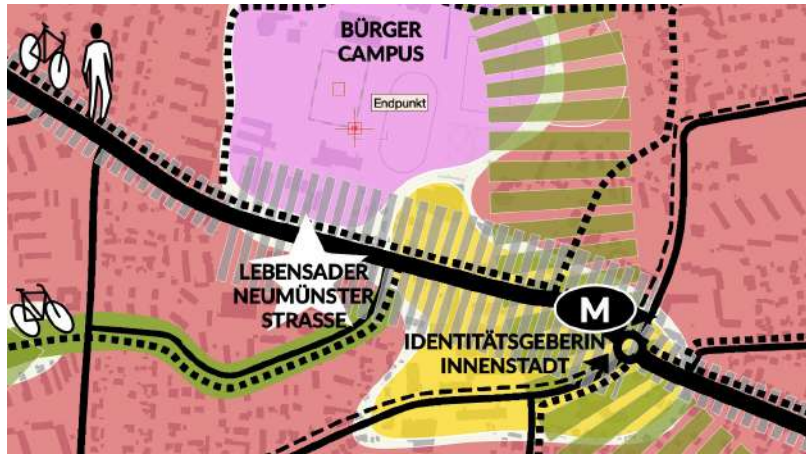 BÜRGER
CAMPUS
Endpunkt
LEBENSADER
NEUMÜNSTER
STRASSE
M
IDENTITÄTSGEBERIN
INNENSTADT